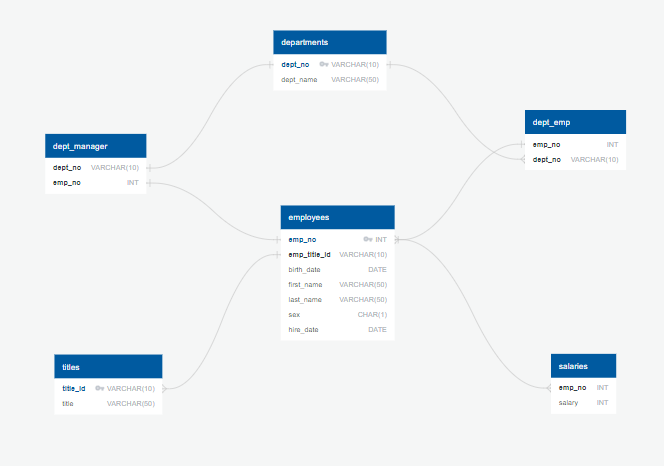 departments
dept_no VARCHAR(10)
dept_name VARCHAR(50)
dept_emp
emp_no INT
dept_no VARCHAR(10)
dept_manager
dept_no VARCHAR(10)
emp_no INT
employees
emp_no INT
emp_title_id VARCHAR(10)
birth_date DATE
first_name VARCHAR(50)
last_name VARCHAR(50)
sex CHAR(1)
hire_date DATE
titles
title_id VARCHAR(10)
title VARCHAR(50)
salaries
emp_no INT
salary INT